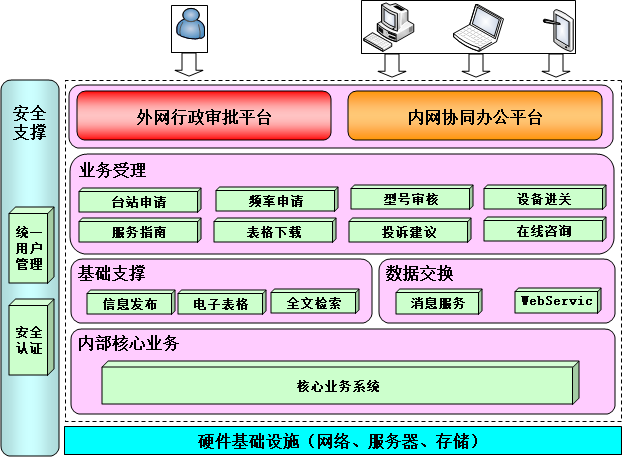 安全
支撑
统一
用户
管理
安全
认证
外网行政审批平台
内网协同办公平台
业务受理
台站申请
频率申请
型号审核
设备进关
服务指南
表格下载
投诉建议
在线咨询
基础支撑
信息发布
电子表格
全文检索
数据交换
消息服务
WebServic
内部核心业务
核心业务系统
硬件基础设施（网络、服务器、存储）